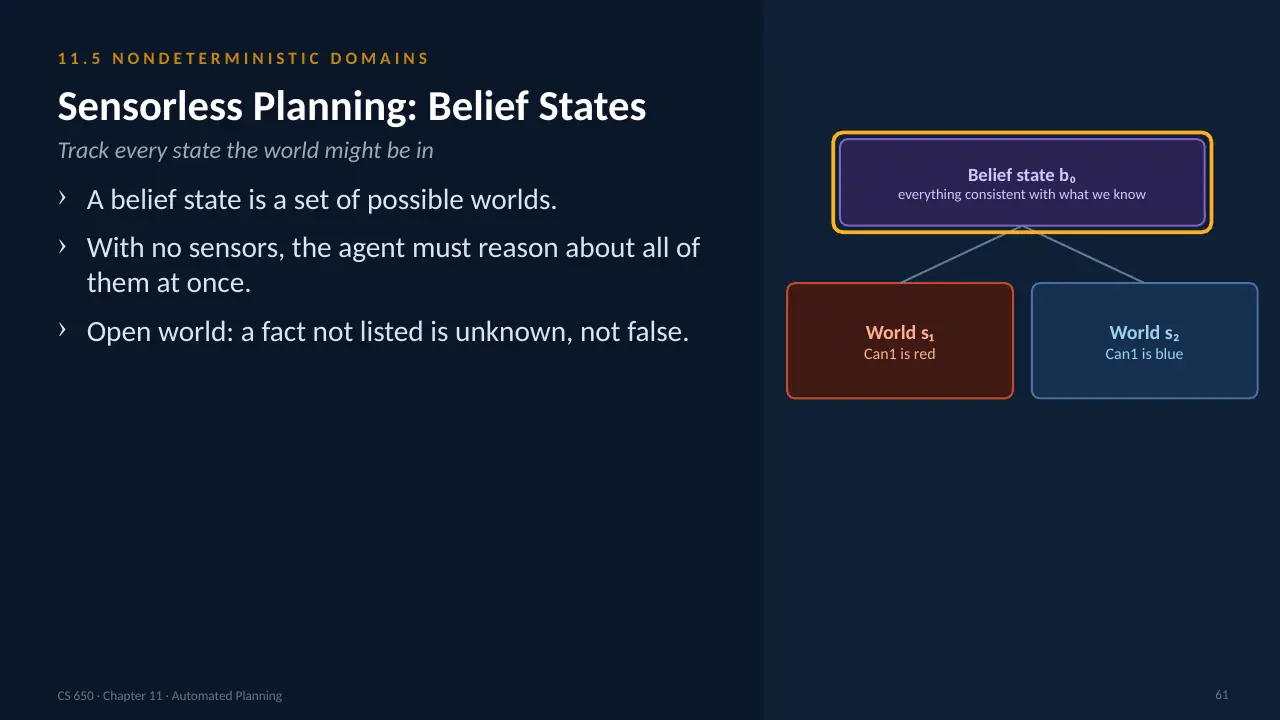 11.5 NONDETERMINISTIC DOMAINS
Sensorless Planning: Belief States
Track every state the world might be in
› A belief state is a set of possible worlds.
› With no sensors, the agent must reason about all of
them at once.
› Open world: a fact not listed is unknown, not false.
Belief state b₀
everything consistent with what we know
World s₁
Can1 is red
World s₂
Can1 is blue
CS 650 · Chapter 11 · Automated Planning
61